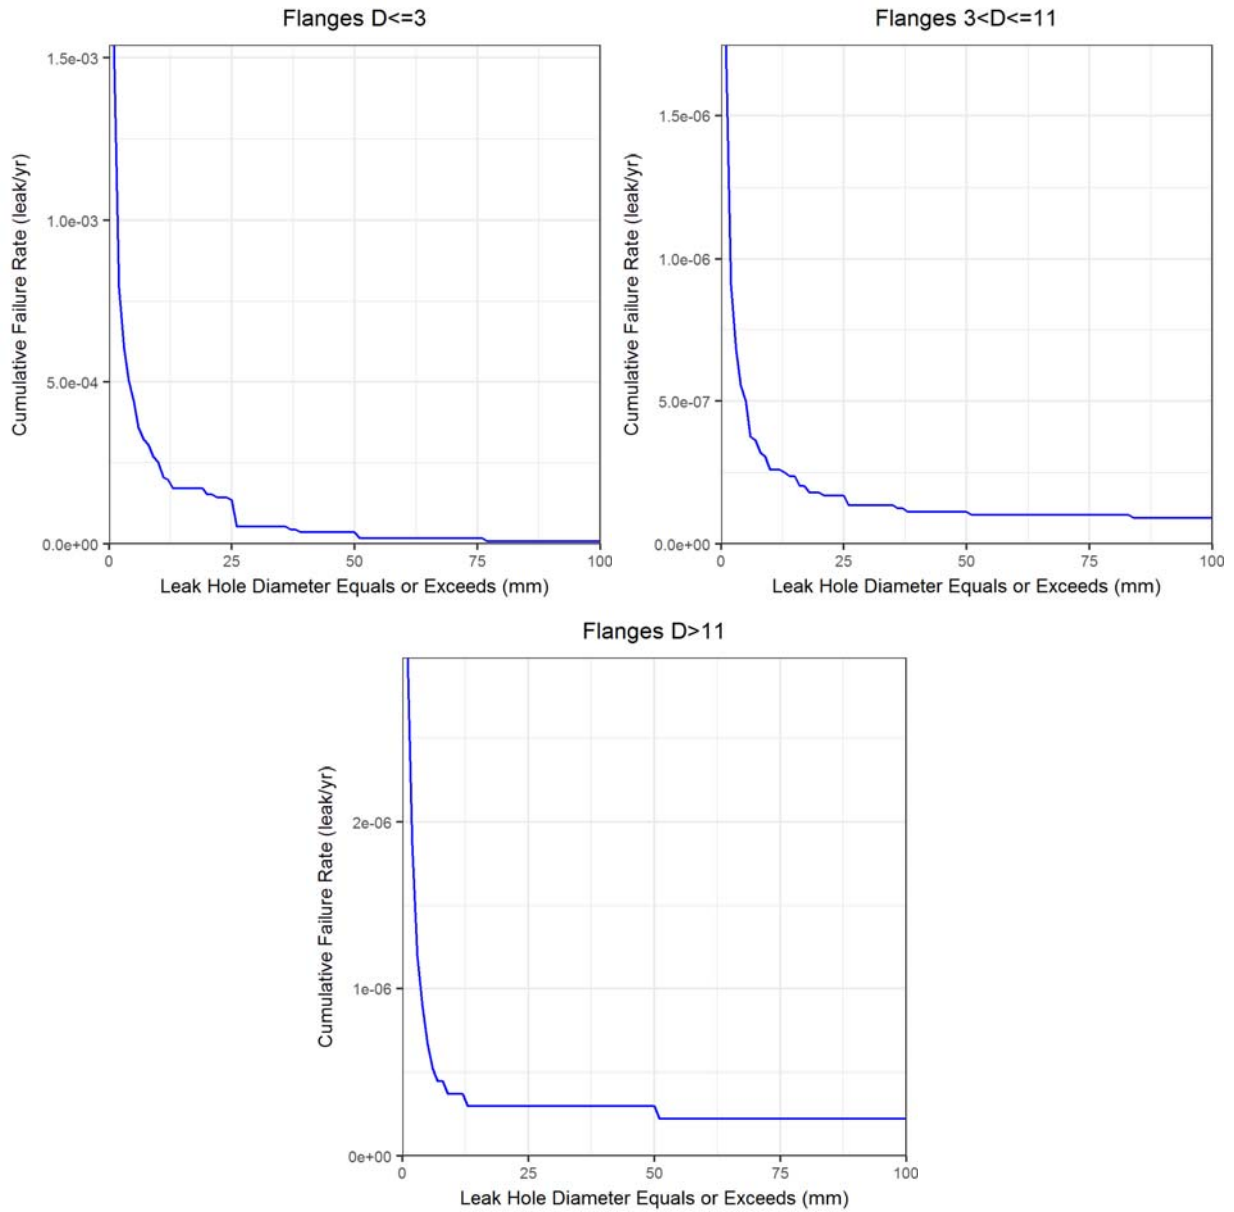 Flanges D<=3
Cumulative Failure Rate (leak/yr)
1.5e-03
1.0e-03
5.0e-04
0.0e+00
0 25 50 75 100
Leak Hole Diameter Equals or Exceeds (mm)
Flanges 3<D<=11
Cumulative Failure Rate (leak/yr)
1.5e-06
1.0e-06
5.0e-07
0.0e+00
0 25 50 75 100
Leak Hole Diameter Equals or Exceeds (mm)
Flanges D>11
Cumulative Failure Rate (leak/yr)
2e-06
1e-06
0e+00
0 25 50 75 100
Leak Hole Diameter Equals or Exceeds (mm)